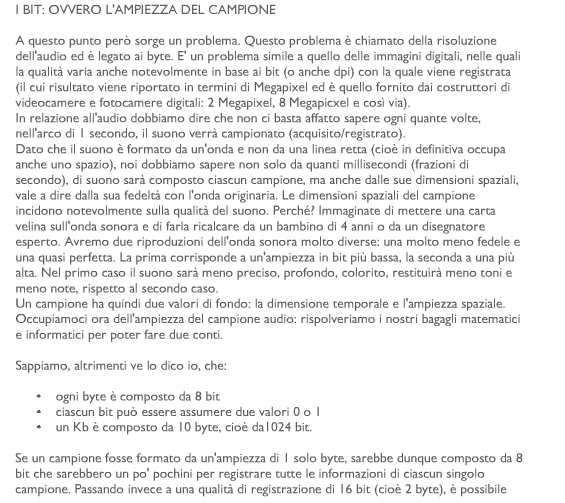 I BIT: OVVERO L'AMPIEZZA DEL CAMPIONE
A questo punto però sorge un problema. Questo problema è chiamato della risoluzione
dell'audio ed è legato ai byte. E' un problema simile a quello delle immagini digitali, nelle quali
la qualità varia anche notevolmente in base ai bit (o anche dpi) con la quale viene registrata
(il cui risultato viene riportato in termini di Megapixel ed è quello fornito dai costruttori di
videocamere e fotocamere digitali: 2 Megapixel, 8 Megapicxel e così via).
In relazione all'audio dobbiamo dire che non ci basta affatto sapere ogni quante volte,
nell'arco di 1 secondo, il suono verrà campionato (acquisito/registrato).
Dato che il suono è formato da un'onda e non da una linea retta (cioè in definitiva occupa
anche uno spazio), noi dobbiamo sapere non solo da quanti millisecondi (frazioni di
secondo), di suono sarà composto ciascun campione, ma anche dalle sue dimensioni spaziali,
vale a dire dalla sua fedeltà con l'onda originaria. Le dimensioni spaziali del campione
incidono notevolmente sulla qualità del suono. Perché? Immaginate di mettere una carta
velina sull'onda sonora e di farla ricalcare da un bambino di 4 anni o da un disegnatore
esperto. Avremo due riproduzioni dell'onda sonora molto diverse: una molto meno fedele e
una quasi perfetta. La prima corrisponde a un'ampiezza in bit più bassa, la seconda a una più
alta. Nel primo caso il suono sarà meno preciso, profondo, colorito, restituirà meno toni e
meno note, rispetto al secondo caso.
Un campione ha quindi due valori di fondo: la dimensione temporale e l'ampiezza spaziale.
Occupiamoci ora dell'ampiezza del campione audio: rispolveriamo i nostri bagagli matematici
e informatici per poter fare due conti.
Sappiamo, altrimenti ve lo dico io, che:
• ogni byte è composto da 8 bit
• ciascun bit può essere assumere due valori 0 o 1
• un Kb è composto da 10 byte, cioè da1024 bit.
Se un campione fosse formato da un'ampiezza di 1 solo byte, sarebbe dunque composto da 8
bit che sarebbero un po' pochini per registrare tutte le informazioni di ciascun singolo
campione. Passando invece a una qualità di registrazione di 16 bit (cioè 2 byte), è possibile